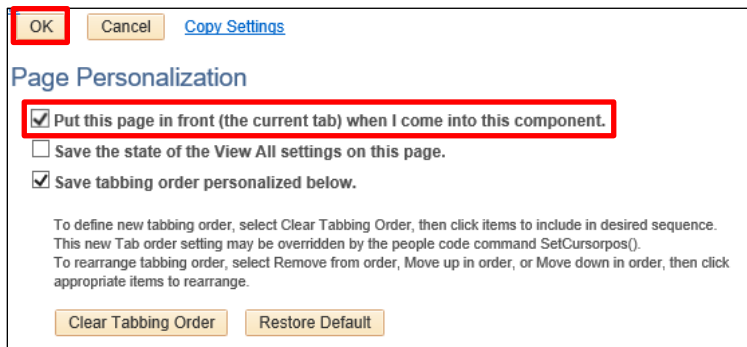 OK Cancel Copy Settings
Page Personalization
Put this page in front (the current tab) when I come into this component.
Save the state of the View All settings on this page.
Save tabbing order personalized below.
To define new tabbing order, select Clear Tabbing Order, then click items to include in desired sequence.
This new Tab order setting may be overridden by the people code command SetCursorpos().
To rearrange tabbing order, select Remove from order, Move up in order, or Move down in order, then click
appropriate items to rearrange.
Clear Tabbing Order Restore Default